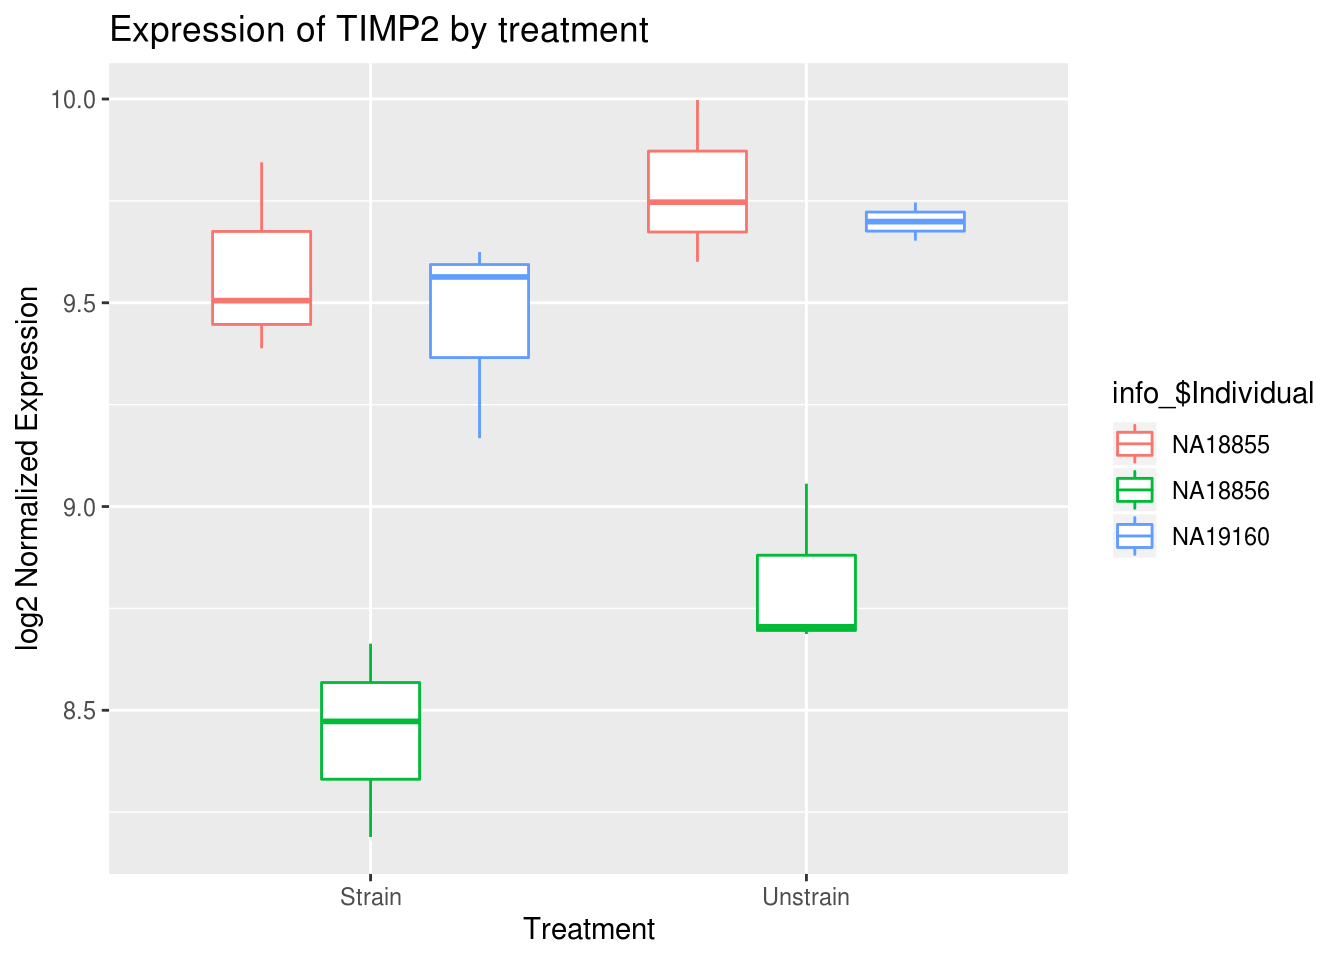 Expression of TIMP2 by treatment
log2 Normalized Expression
10.0
9.5
9.0
8.5
Strain
Unstrain
Treatment
info_$Individual
NA18855
NA18856
NA19160